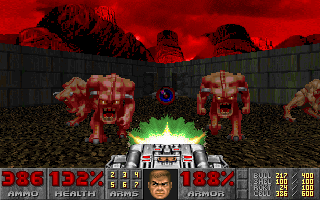 386 132% 2 3 4 188% BULL 217 / 400
5 6 7 SHEL 100 / 100
RCKT 24 / 100
AMMO HEALTH ARMS ARMOR CELL 386 / 600